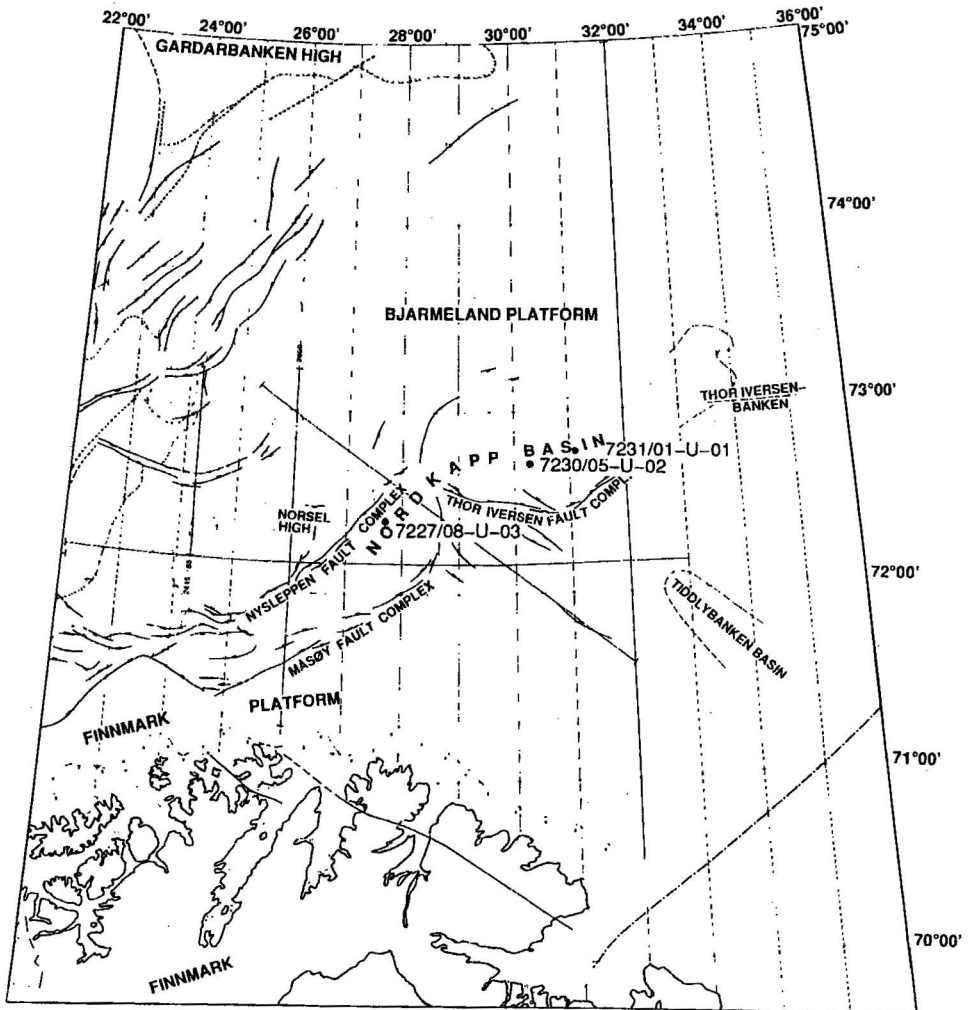 22°00'
24°00'
26°00'
28°00'
30°00'
32°00'
34°00'
36°00'
75°00'
GARDARBANKEN HIGH
74°00'
BJARMELAND PLATFORM
73°00'
THOR IVERSEN-
BANKEN
NORDKAPP BASIN
7231/01-U-01
7230/05-U-02
THOR IVERSEN FAULT COMPL
NORSEL
HIGH
7227/08-U-03
NYSLEPPEN FAULT COMPLEX
72°00'
MÅSØY FAULT COMPLEX
TIDDLYBANKEN BASIN
PLATFORM
FINNMARK
71°00'
70°00'
FINNMARK